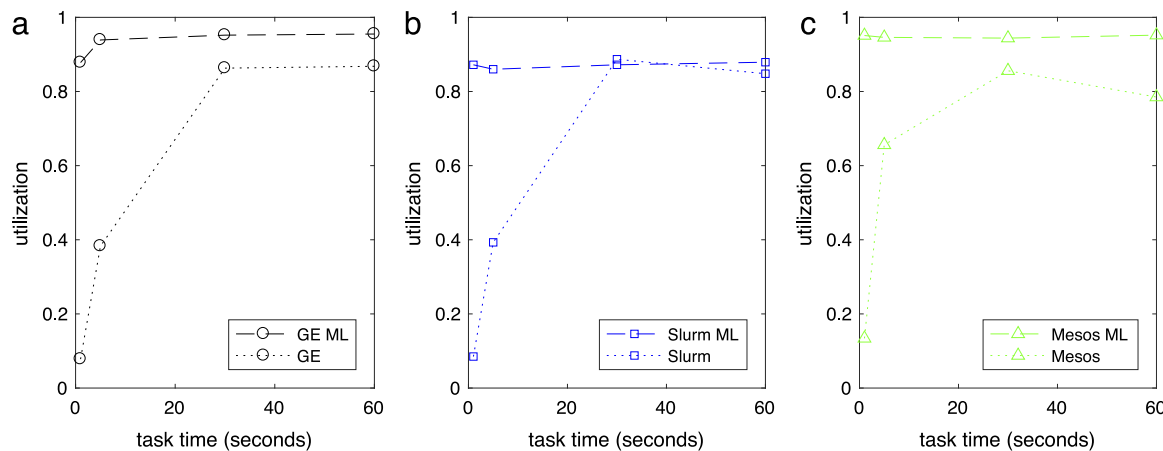 a
1
0.8
0.6
0.4
0.2
0
utilization
0 20 40 60
task time (seconds)
GE ML
GE
b
1
0.8
0.6
0.4
0.2
0
utilization
0 20 40 60
task time (seconds)
Slurm ML
Slurm
c
1
0.8
0.6
0.4
0.2
0
utilization
0 20 40 60
task time (seconds)
Mesos ML
Mesos